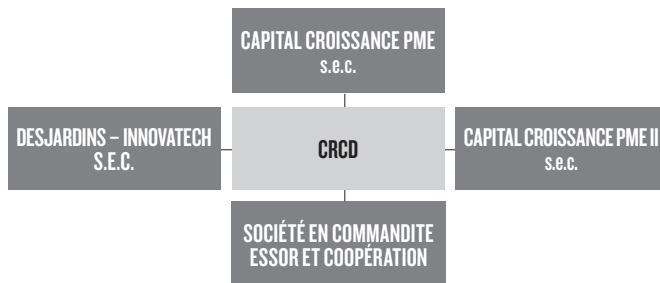 CAPITAL CROISSANCE PME
s.e.c.
DESJARDINS – INNOVATECH
S.E.C.
CRCD
CAPITAL CROISSANCE PME II
s.e.c.
SOCIÉTÉ EN COMMANDITE
ESSOR ET COOPÉRATION